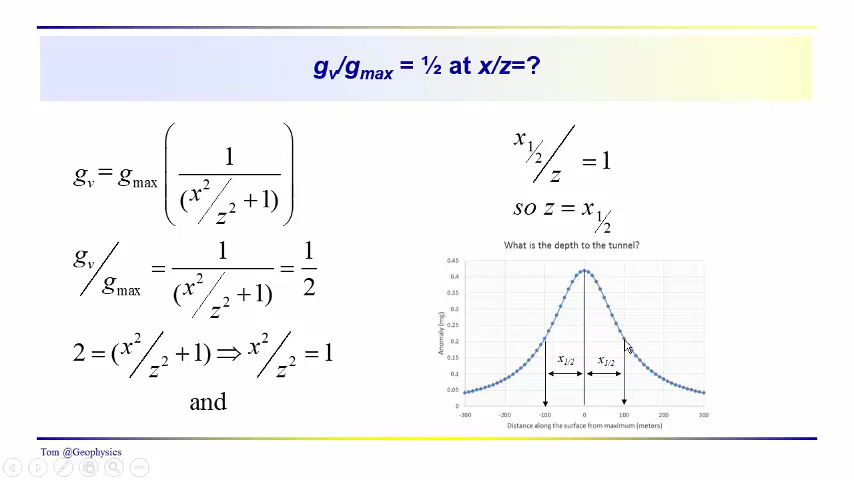 g_v/g_max = ½ at x/z=?
g_v = g_max ( 1 / (x²/z² + 1) )
g_v/g_max = 1 / (x²/z² + 1) = 1/2
2 = (x²/z² + 1) ⇒ x²/z² = 1
and
x_½/z = 1
so z = x_½
What is the depth to the tunnel?
Anomaly (mg)
0.45
0.4
0.35
0.3
0.25
0.2
0.15
0.1
0.05
0
x_1/2 x_1/2
-300 -200 -100 0 100 200 300
Distance along the surface from maximum (meters)
Tom @Geophysics